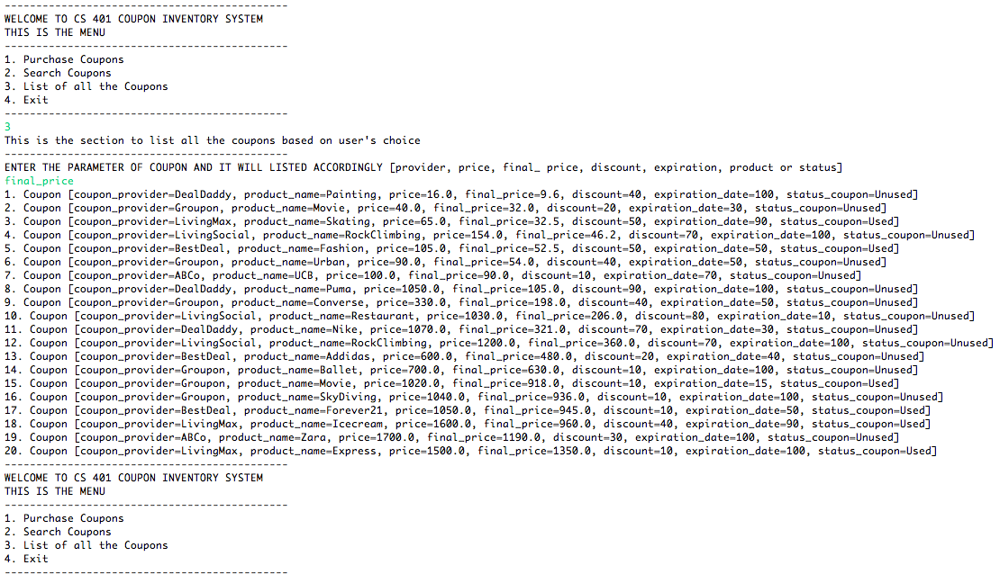 ---------------------------------------------
WELCOME TO CS 401 COUPON INVENTORY SYSTEM
THIS IS THE MENU
---------------------------------------------
1. Purchase Coupons
2. Search Coupons
3. List of all the Coupons
4. Exit
---------------------------------------------
3
This is the section to list all the coupons based on user's choice
---------------------------------------------
ENTER THE PARAMETER OF COUPON AND IT WILL LISTED ACCORDINGLY [provider, price, final_ price, discount, expiration, product or status]
final_price
1. Coupon [coupon_provider=DealDaddy, product_name=Painting, price=16.0, final_price=9.6, discount=40, expiration_date=100, status_coupon=Unused]
2. Coupon [coupon_provider=Groupon, product_name=Movie, price=40.0, final_price=32.0, discount=20, expiration_date=30, status_coupon=Unused]
3. Coupon [coupon_provider=LivingMax, product_name=Skating, price=65.0, final_price=32.5, discount=50, expiration_date=90, status_coupon=Used]
4. Coupon [coupon_provider=LivingSocial, product_name=RockClimbing, price=154.0, final_price=46.2, discount=70, expiration_date=100, status_coupon=Unused]
5. Coupon [coupon_provider=BestDeal, product_name=Fashion, price=105.0, final_price=52.5, discount=50, expiration_date=50, status_coupon=Used]
6. Coupon [coupon_provider=Groupon, product_name=Urban, price=90.0, final_price=54.0, discount=40, expiration_date=50, status_coupon=Unused]
7. Coupon [coupon_provider=ABCo, product_name=UCB, price=100.0, final_price=90.0, discount=10, expiration_date=70, status_coupon=Unused]
8. Coupon [coupon_provider=DealDaddy, product_name=Puma, price=1050.0, final_price=105.0, discount=90, expiration_date=100, status_coupon=Unused]
9. Coupon [coupon_provider=Groupon, product_name=Converse, price=330.0, final_price=198.0, discount=40, expiration_date=50, status_coupon=Unused]
10. Coupon [coupon_provider=LivingSocial, product_name=Restaurant, price=1030.0, final_price=206.0, discount=80, expiration_date=10, status_coupon=Unused]
11. Coupon [coupon_provider=DealDaddy, product_name=Nike, price=1070.0, final_price=321.0, discount=70, expiration_date=30, status_coupon=Unused]
12. Coupon [coupon_provider=LivingSocial, product_name=RockClimbing, price=1200.0, final_price=360.0, discount=70, expiration_date=100, status_coupon=Unused]
13. Coupon [coupon_provider=BestDeal, product_name=Addidas, price=600.0, final_price=480.0, discount=20, expiration_date=40, status_coupon=Unused]
14. Coupon [coupon_provider=Groupon, product_name=Ballet, price=700.0, final_price=630.0, discount=10, expiration_date=100, status_coupon=Unused]
15. Coupon [coupon_provider=Groupon, product_name=Movie, price=1020.0, final_price=918.0, discount=10, expiration_date=15, status_coupon=Used]
16. Coupon [coupon_provider=Groupon, product_name=SkyDiving, price=1040.0, final_price=936.0, discount=10, expiration_date=100, status_coupon=Unused]
17. Coupon [coupon_provider=BestDeal, product_name=Forever21, price=1050.0, final_price=945.0, discount=10, expiration_date=50, status_coupon=Used]
18. Coupon [coupon_provider=LivingMax, product_name=Icecream, price=1600.0, final_price=960.0, discount=40, expiration_date=90, status_coupon=Used]
19. Coupon [coupon_provider=ABCo, product_name=Zara, price=1700.0, final_price=1190.0, discount=30, expiration_date=100, status_coupon=Unused]
20. Coupon [coupon_provider=LivingMax, product_name=Express, price=1500.0, final_price=1350.0, discount=10, expiration_date=100, status_coupon=Used]
---------------------------------------------
WELCOME TO CS 401 COUPON INVENTORY SYSTEM
THIS IS THE MENU
---------------------------------------------
1. Purchase Coupons
2. Search Coupons
3. List of all the Coupons
4. Exit
---------------------------------------------